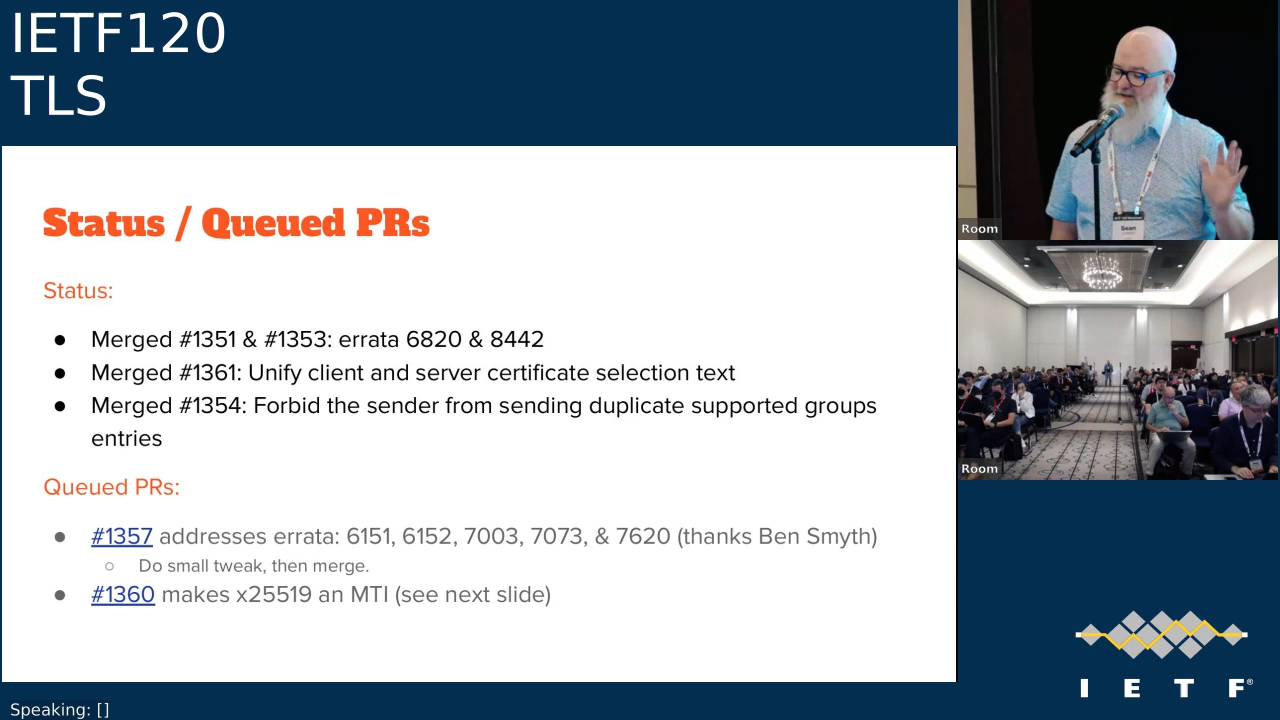 IETF120
TLS
Status / Queued PRs
Status:
● Merged #1351 & #1353: errata 6820 & 8442
● Merged #1361: Unify client and server certificate selection text
● Merged #1354: Forbid the sender from sending duplicate supported groups
entries
Queued PRs:
● #1357 addresses errata: 6151, 6152, 7003, 7073, & 7620 (thanks Ben Smyth)
○ Do small tweak, then merge.
● #1360 makes x25519 an MTI (see next slide)
Speaking: []
Room
Sean
Room
I E T F®